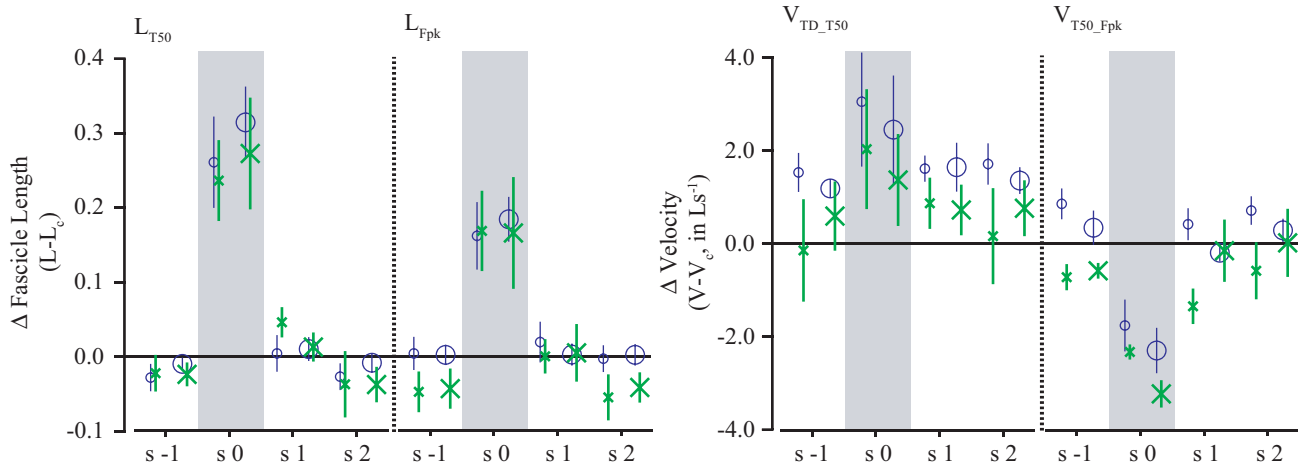 L_T50
L_Fpk
0.4
0.3
0.2
0.1
0.0
-0.1
Δ Fascicle Length
(L-L_c)
s -1 s 0 s 1 s 2 s -1 s 0 s 1 s 2
V_TD_T50
V_T50_Fpk
4.0
2.0
0.0
-2.0
-4.0
Δ Velocity
(V-V_c, in Ls⁻¹)
s -1 s 0 s 1 s 2 s -1 s 0 s 1 s 2